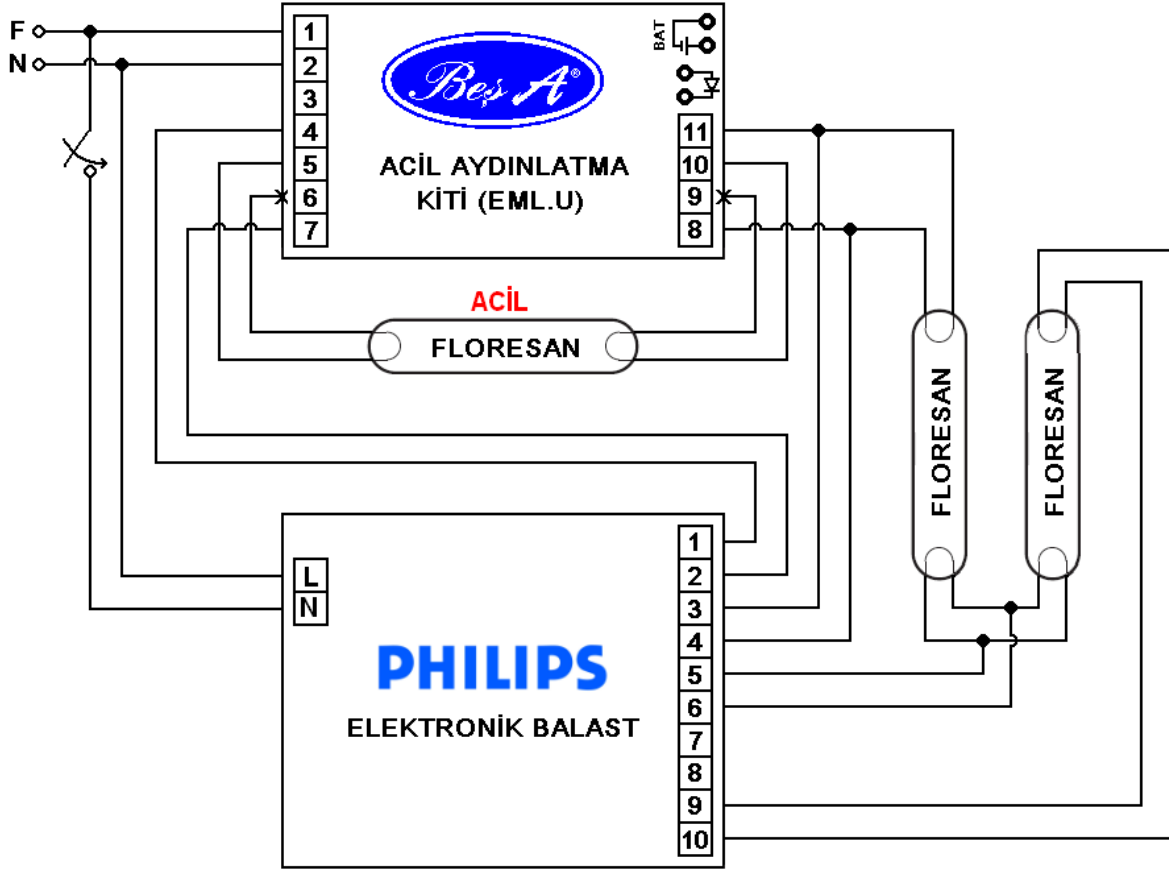 F
N
1
2
3
4
5
6
7
Beş A®
ACİL AYDINLATMA
KİTİ (EML.U)
BAT
11
10
9
8
ACİL
FLORESAN
FLORESAN
FLORESAN
L
N
PHILIPS
ELEKTRONİK BALAST
1
2
3
4
5
6
7
8
9
10